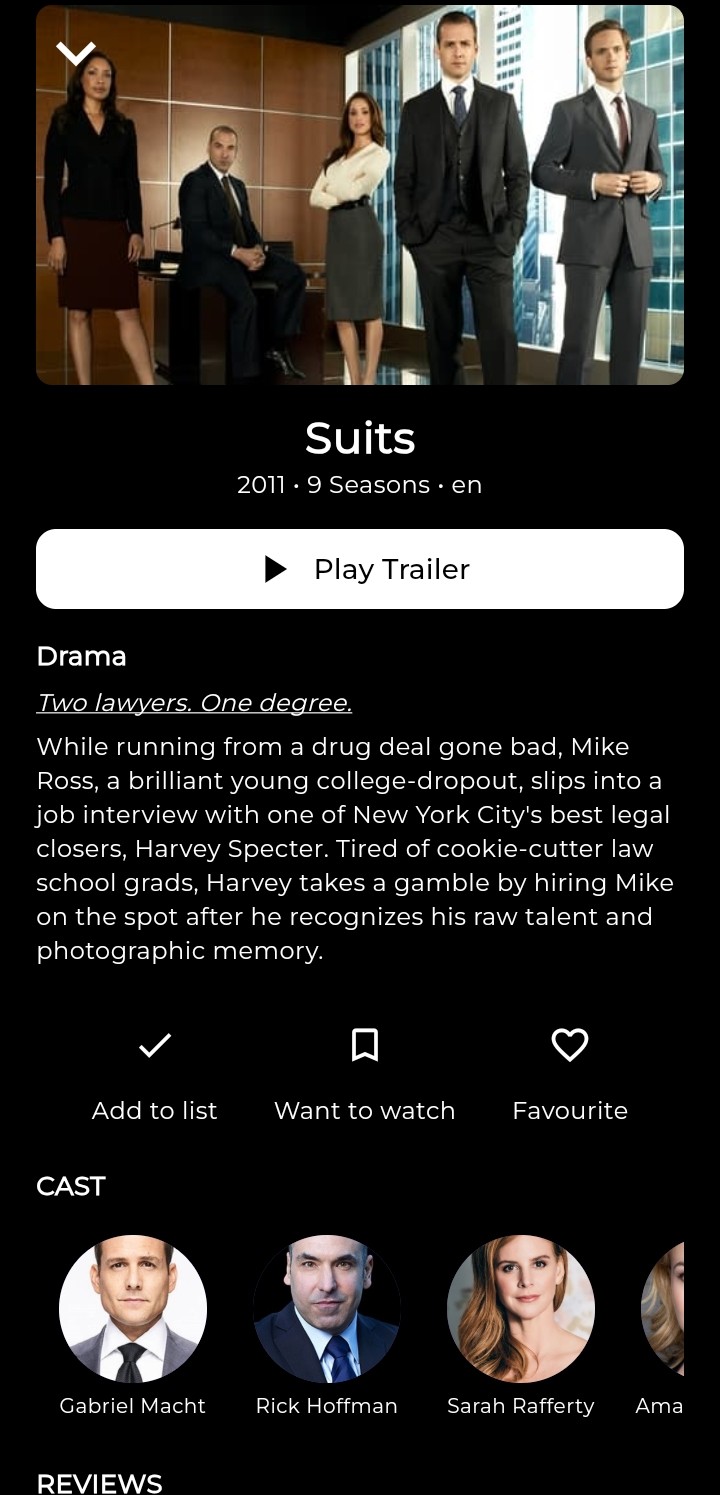 Suits
2011 • 9 Seasons • en
Play Trailer
Drama
Two lawyers. One degree.
While running from a drug deal gone bad, Mike
Ross, a brilliant young college-dropout, slips into a
job interview with one of New York City's best legal
closers, Harvey Specter. Tired of cookie-cutter law
school grads, Harvey takes a gamble by hiring Mike
on the spot after he recognizes his raw talent and
photographic memory.
Add to list
Want to watch
Favourite
CAST
Gabriel Macht
Rick Hoffman
Sarah Rafferty
Ama
REVIEWS